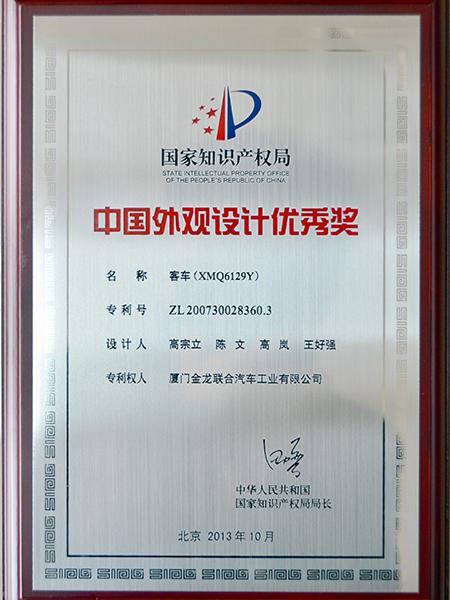 国家知识产权局
STATE INTELLECTUAL PROPERTY OFFICE
OF THE PEOPLE'S REPUBLIC OF CHINA
中国外观设计优秀奖
名 称 客车（XMQ6129Y）
专 利 号 ZL 200730028360.3
设 计 人 高宗立 陈 文 高 岚 王好强
专利权人 厦门金龙联合汽车工业有限公司
中华人民共和国
国家知识产权局局长
北京 2013年10月